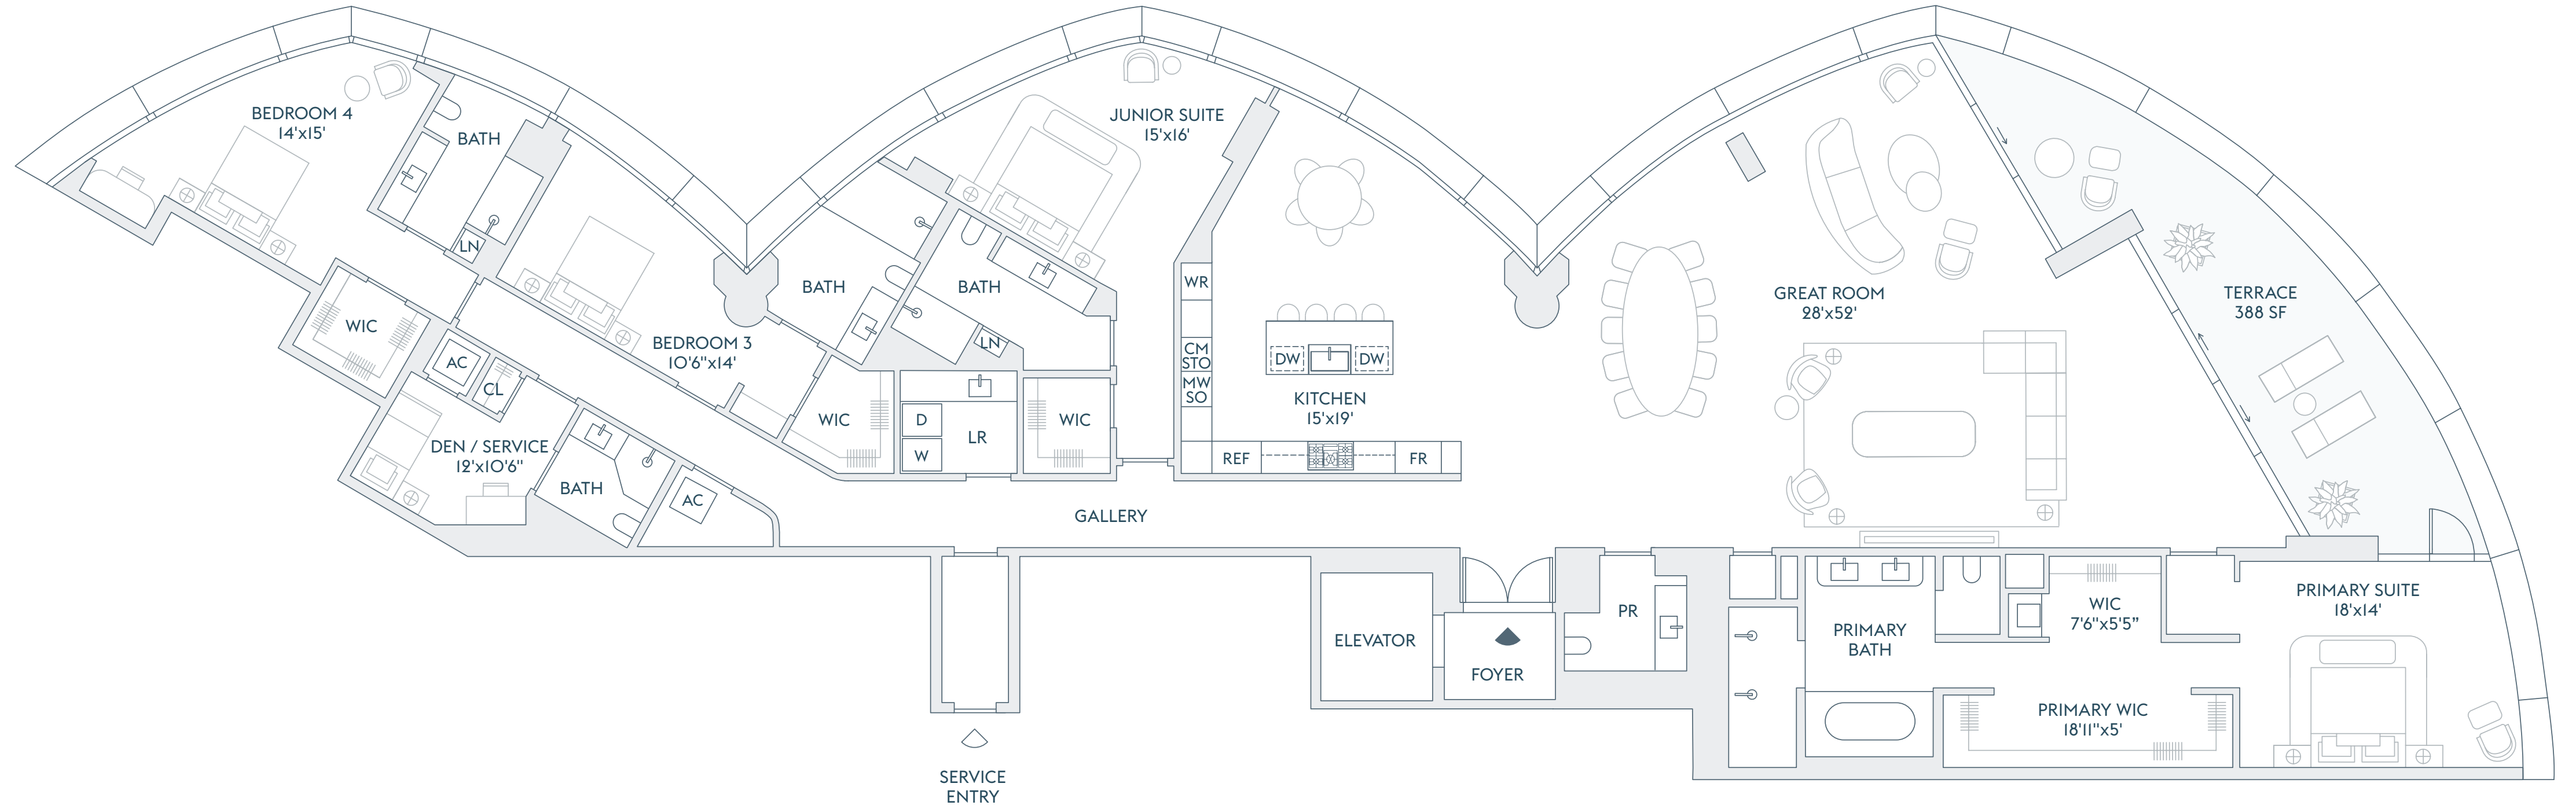 BEDROOM 4
14'x15'
BATH
LN
WIC
AC
CL
DEN / SERVICE
12'x10'6"
BATH
AC
BEDROOM 3
10'6"x14'
BATH
WIC
JUNIOR SUITE
15'x16'
BATH
LN
D
W
LR
WIC
WR
CM
STO
MW
SO
REF
FR
DW
DW
KITCHEN
15'x19'
GALLERY
SERVICE
ENTRY
GREAT ROOM
28'x52'
TERRACE
388 SF
ELEVATOR
FOYER
PR
PRIMARY
BATH
WIC
7'6"x5'5”
PRIMARY WIC
18'11"x5'
PRIMARY SUITE
18'x14'